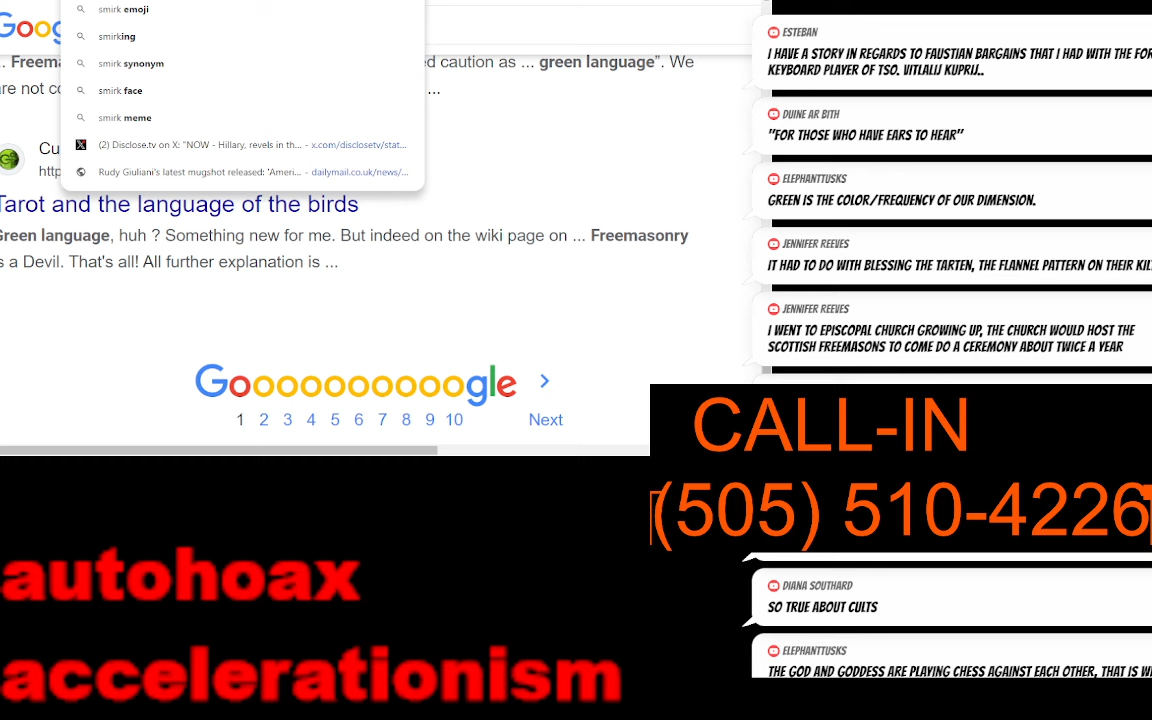 Goog
smirk emoji
smirking
smirk synonym
smirk face
smirk meme
(2) Disclose.tv on X: "NOW - Hillary, revels in th... - x.com/disclosetv/stat...
Rudy Giuliani's latest mugshot released: 'Ameri... - dailymail.co.uk/news/...
.. Freema
ed caution as ... green language". We
are not co
...
Cu
http
Tarot and the language of the birds
Green language, huh ? Something new for me. But indeed on the wiki page on ... Freemasonry
s a Devil. That's all! All further explanation is ...
Goooooooooogle >
1 2 3 4 5 6 7 8 9 10 Next
ESTEBAN
I HAVE A STORY IN REGARDS TO FAUSTIAN BARGAINS THAT I HAD WITH THE FOR
KEYBOARD PLAYER OF TSO. VITLALIJ KUPRIJ..
DUINE AR BITH
"FOR THOSE WHO HAVE EARS TO HEAR"
ELEPHANTTUSKS
GREEN IS THE COLOR/FREQUENCY OF OUR DIMENSION.
JENNIFER REEVES
IT HAD TO DO WITH BLESSING THE TARTEN, THE FLANNEL PATTERN ON THEIR KIL
JENNIFER REEVES
I WENT TO EPISCOPAL CHURCH GROWING UP, THE CHURCH WOULD HOST THE
SCOTTISH FREEMASONS TO COME DO A CEREMONY ABOUT TWICE A YEAR
CALL-IN
(505) 510-4226
DIANA SOUTHARD
SO TRUE ABOUT CULTS
ELEPHANTTUSKS
THE GOD AND GODDESS ARE PLAYING CHESS AGAINST EACH OTHER, THAT IS W
autohoax
accelerationism